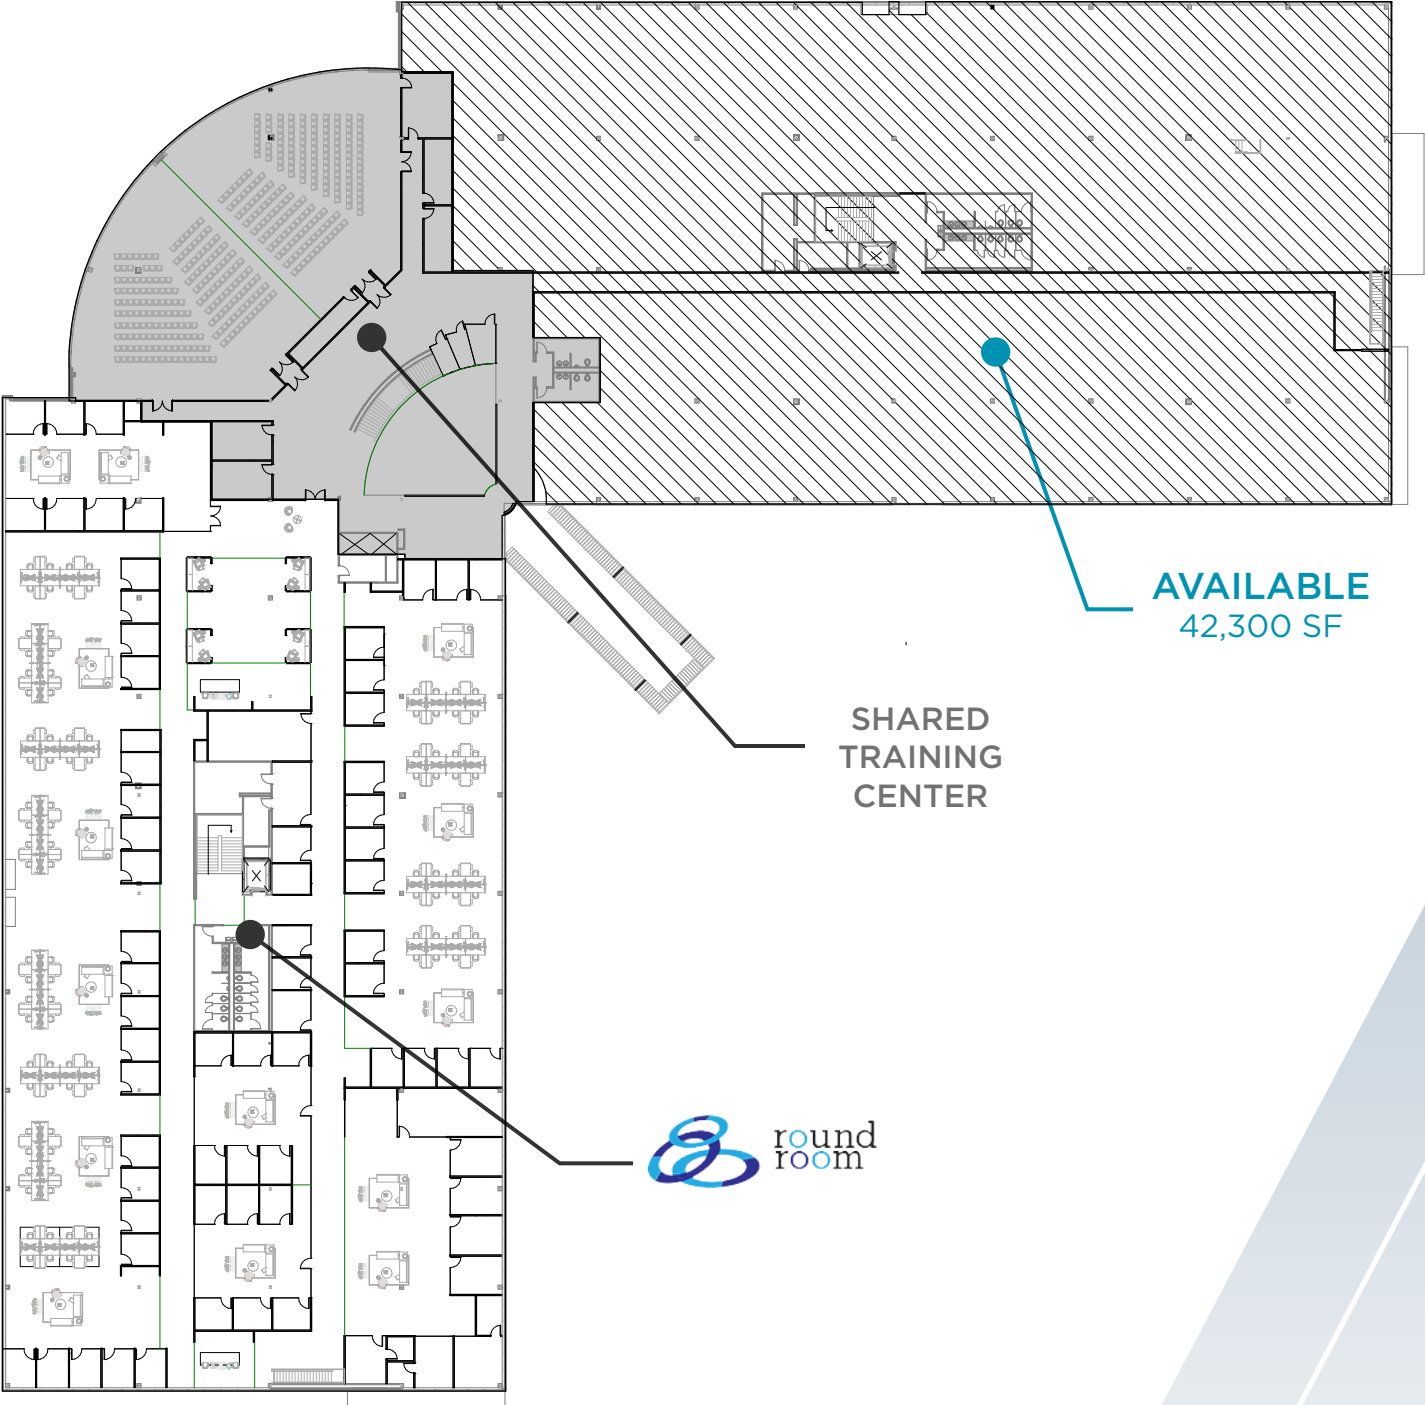 AVAILABLE
42,300 SF
SHARED
TRAINING
CENTER
round
room